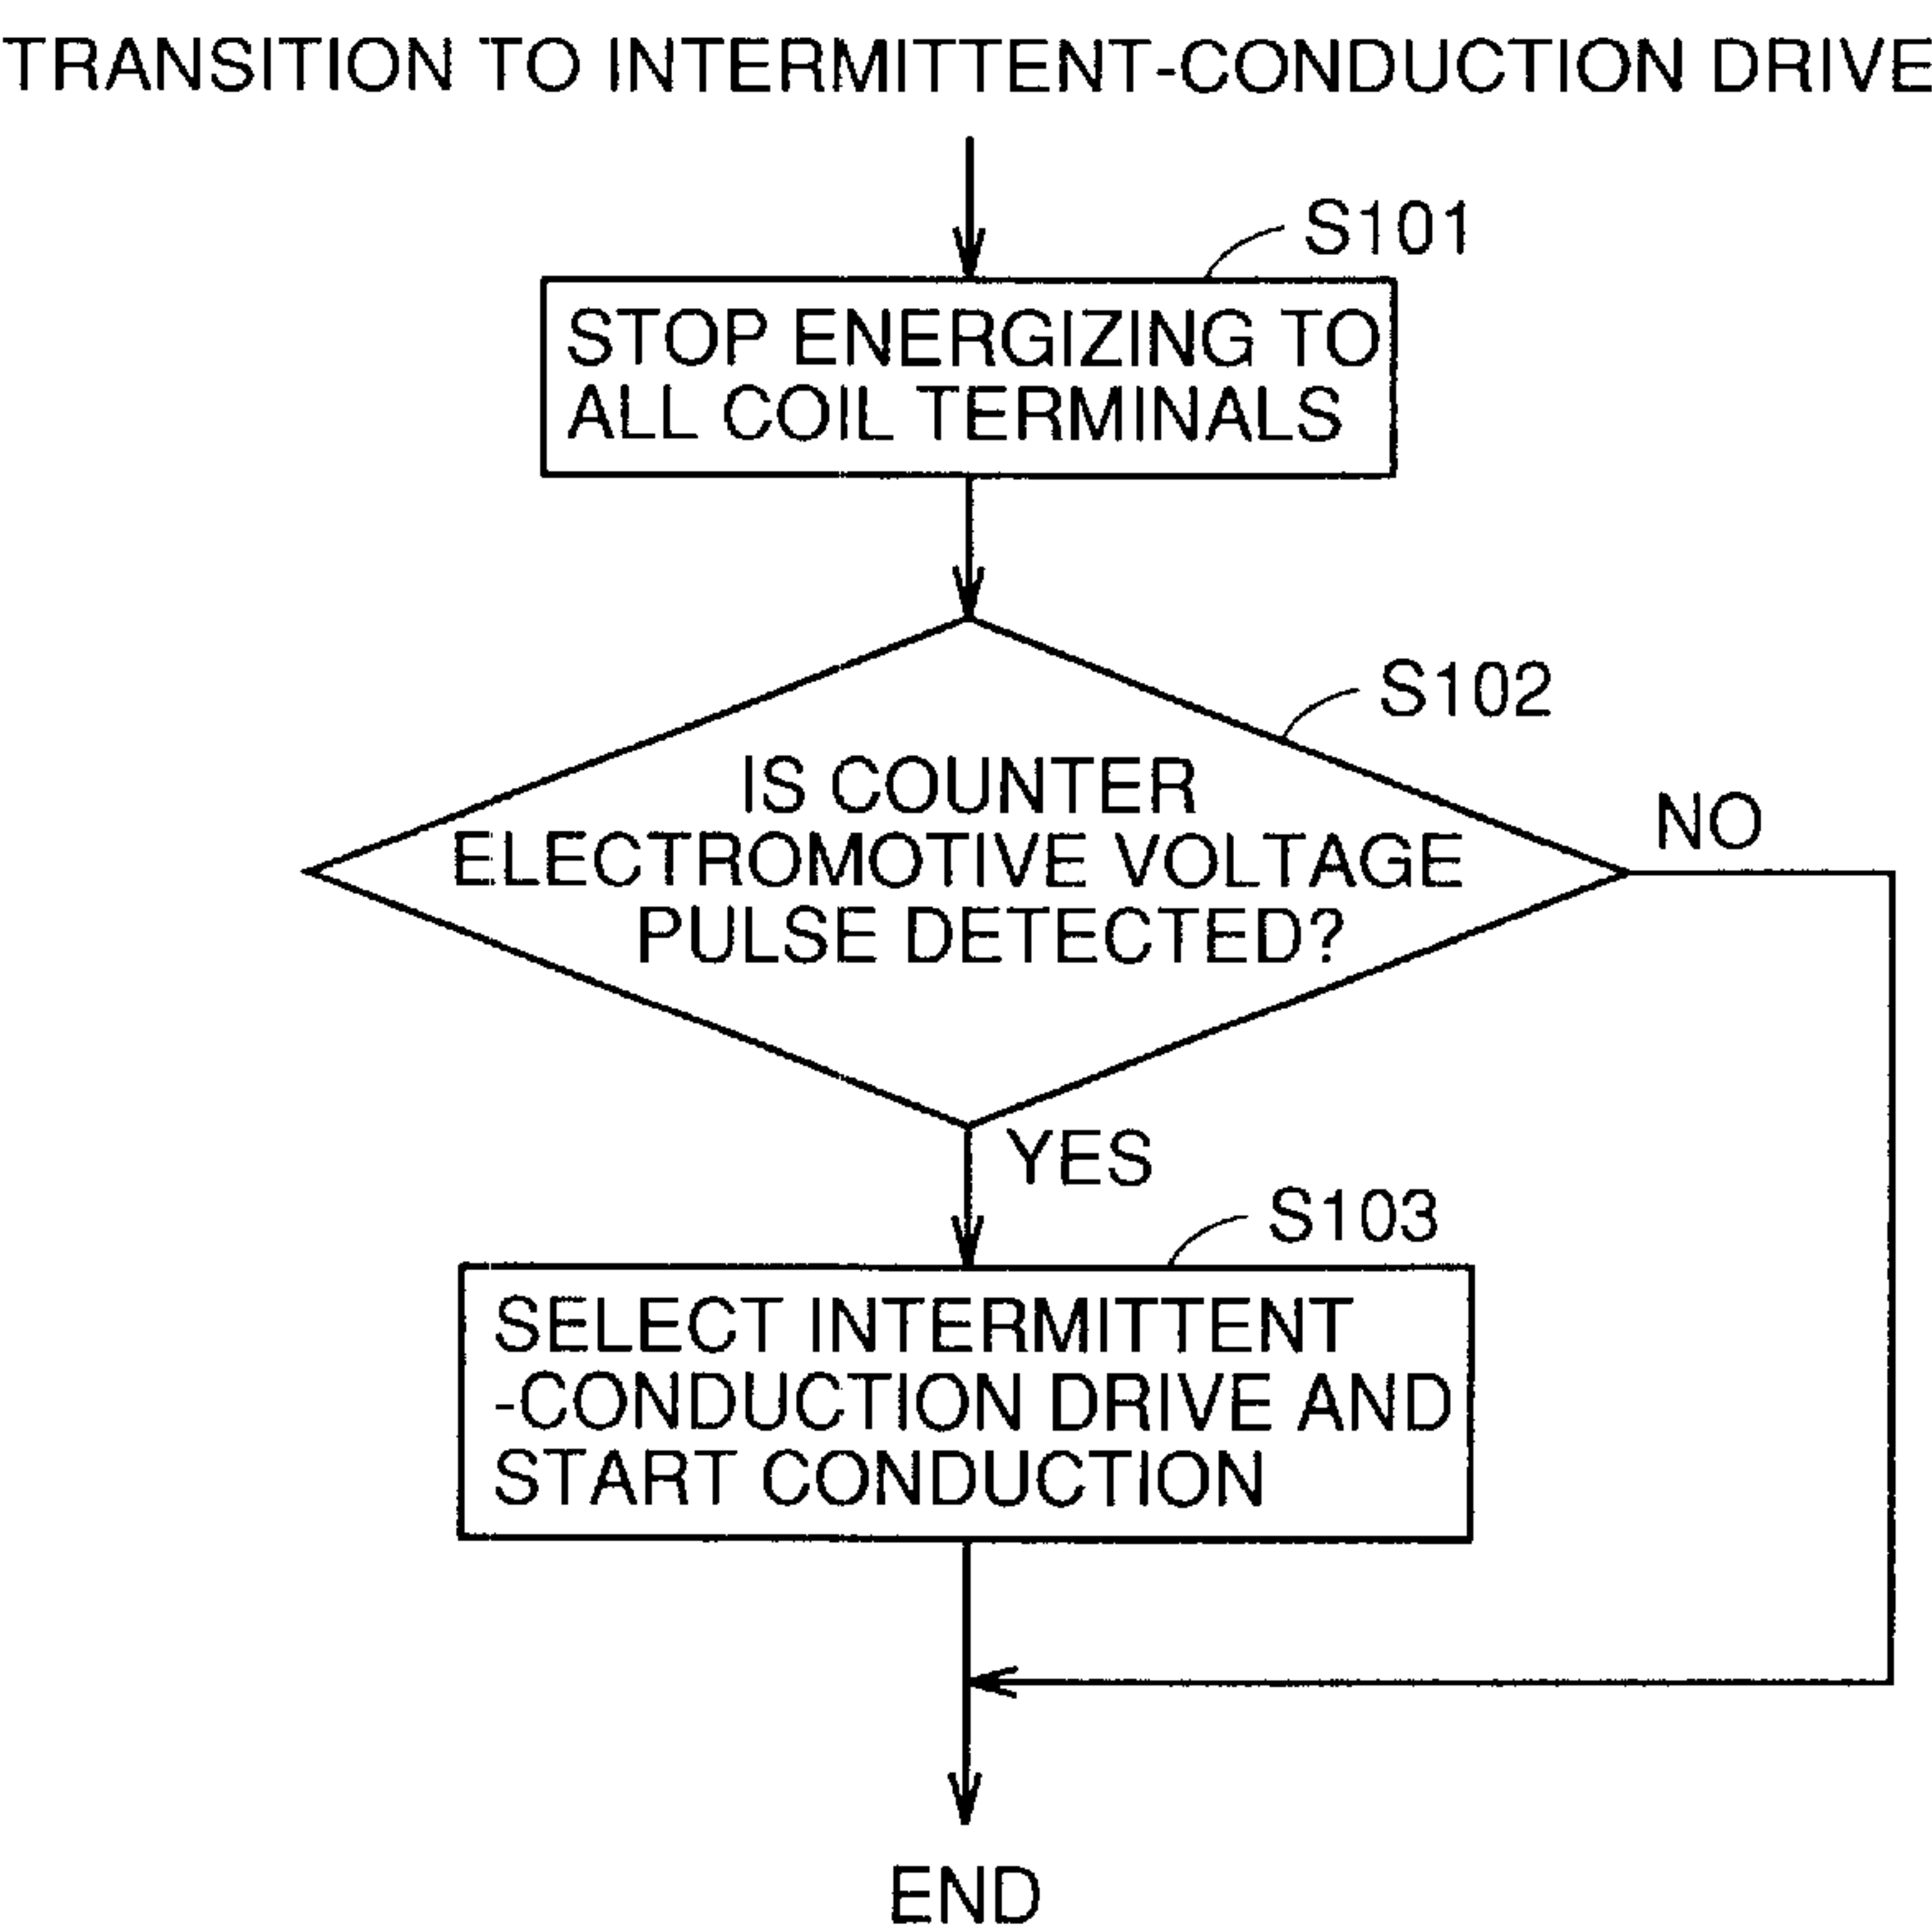 TRANSITION TO INTERMITTENT-CONDUCTION DRIVE
S101
STOP ENERGIZING TO
ALL COIL TERMINALS
S102
IS COUNTER
ELECTROMOTIVE VOLTAGE
PULSE DETECTED?
NO
YES
S103
SELECT INTERMITTENT
-CONDUCTION DRIVE AND
START CONDUCTION
END